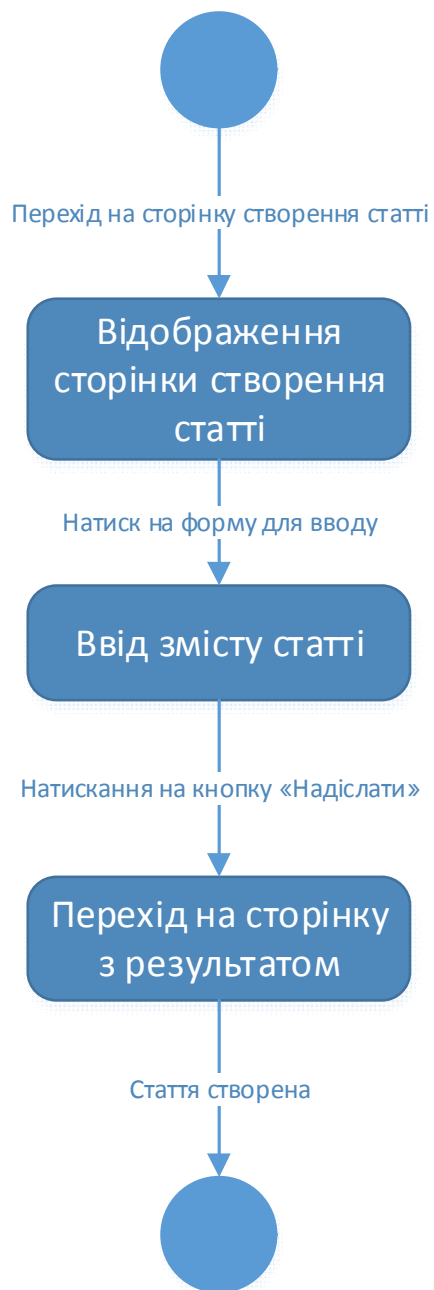 Перехід на сторінку створення статті
Відображення
сторінки створення
статті
Натиск на форму для вводу
Ввід змісту статті
Натискання на кнопку «Надіслати»
Перехід на сторінку
з результатом
Стаття створена